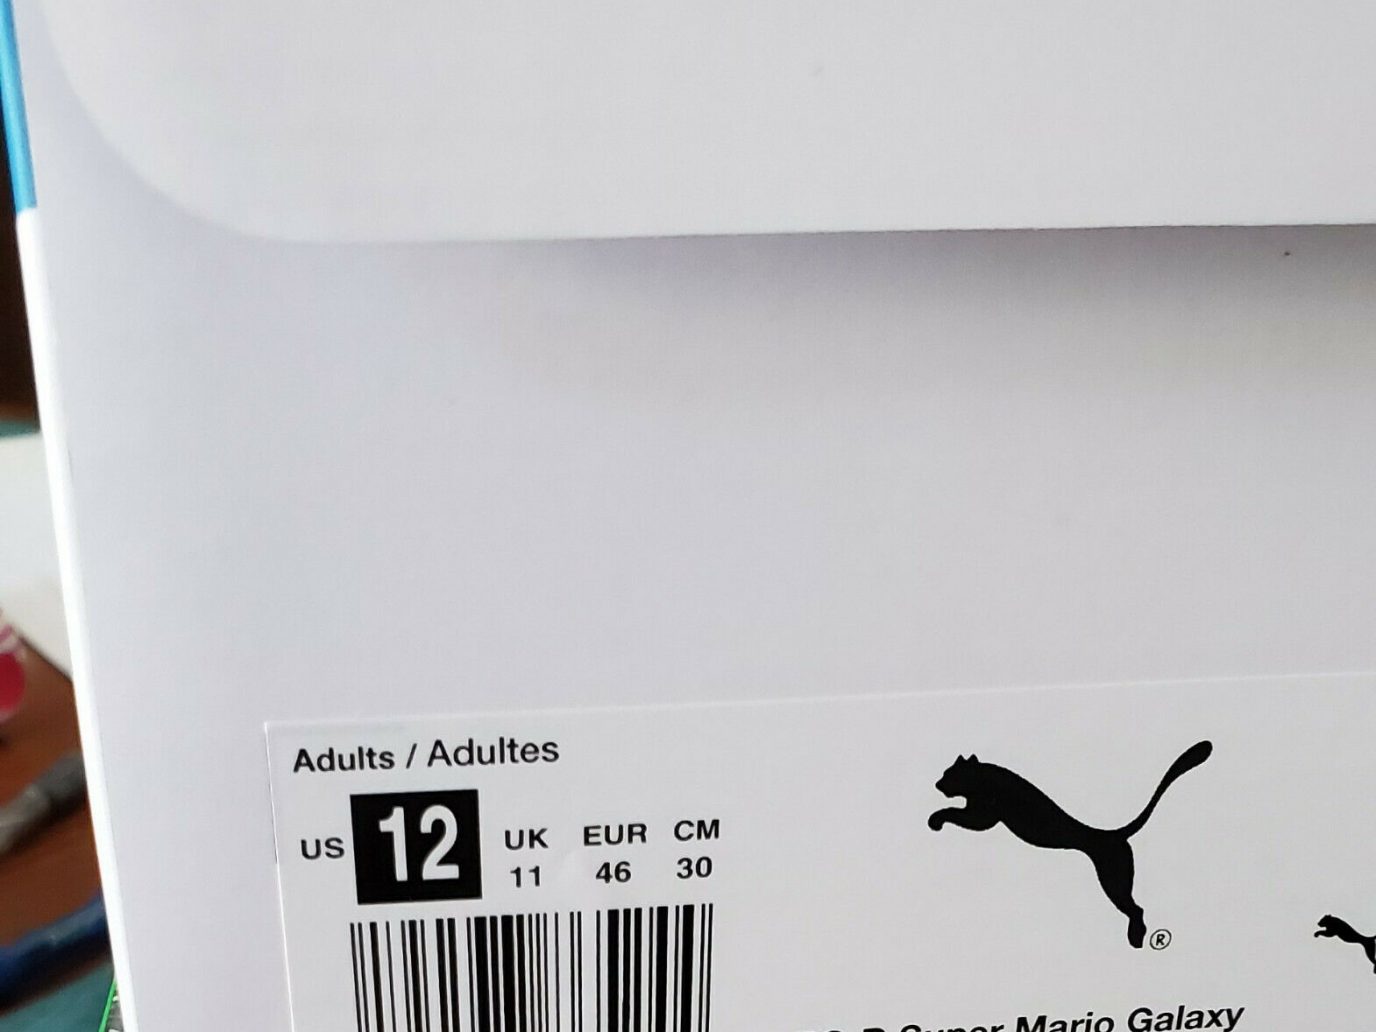 Adults / Adultes
US 12 UK EUR CM
11 46 30
®
Super Mario Galaxy